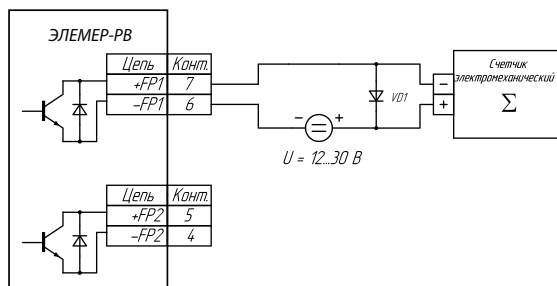 ЭЛЕМЕР-РВ
Цепь Конт.
+FP1 7
−FP1 6
− +
U = 12...30 В
VD1
−
+
Счетчик
электромеханический
Σ
Цепь Конт.
+FP2 5
−FP2 4